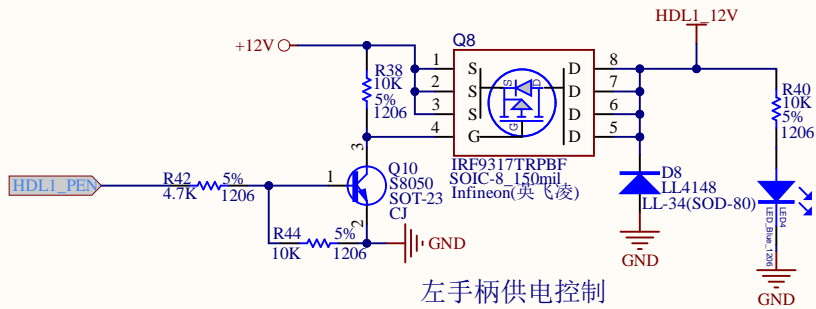 HDL1_12V
+12V
Q8
R38
10K
5%
1206
1
2
3
4
S
S
S
G
S
D
G
D
D
D
D
8
7
6
5
R40
10K
5%
1206
IRF9317TRPBF
SOIC-8_150mil
Infineon(英飞凌)
HDL1_PEN
R42
4.7K
5%
1206
1
3
2
Q10
S8050
SOT-23
CJ
R44
10K
5%
1206
GND
D8
LL4148
LL-34(SOD-80)
GND
LED4
LED_Blue_1206
GND
左手柄供电控制